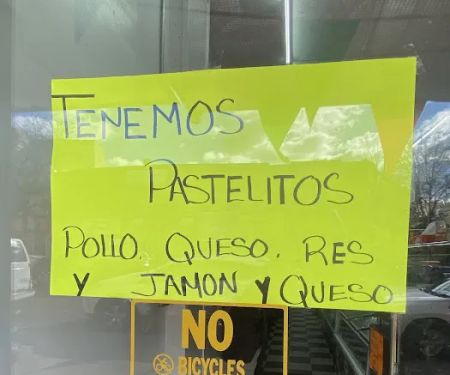 TENEMOS
PASTELITOS
POLLO, QUESO. RES
Y JAMON Y QUESO
NO
BICYCLES